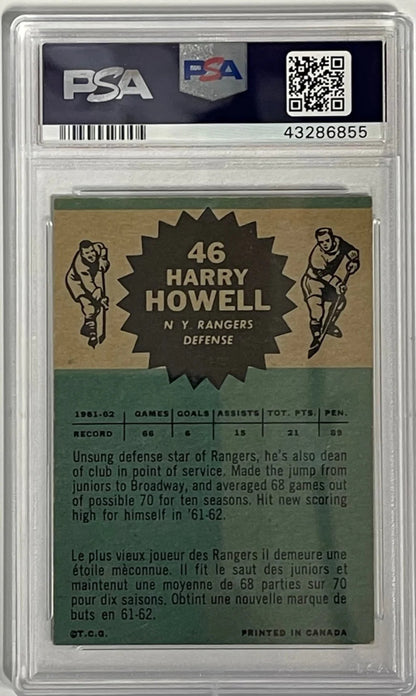 PSA
PSA
43286855
46
HARRY
HOWELL
N Y RANGERS
DEFENSE
1961-62 GAMES GOALS ASSISTS TOT. PTS. PEN.
RECORD 66 6 15 21 89
Unsung defense star of Rangers, he's also dean
of club in point of service. Made the jump from
juniors to Broadway, and averaged 68 games out
of possible 70 for ten seasons. Hit new scoring
high for himself in '61-62.
Le plus vieux joueur des Rangers il demeure une
étoile mèconnue. Il fit le saut des juniors et
maintenut une moyenne de 68 parties sur 70
pour dix saisons. Obtint une nouvelle marque de
buts en 61-62.
©T.C.G. PRINTED IN CANADA